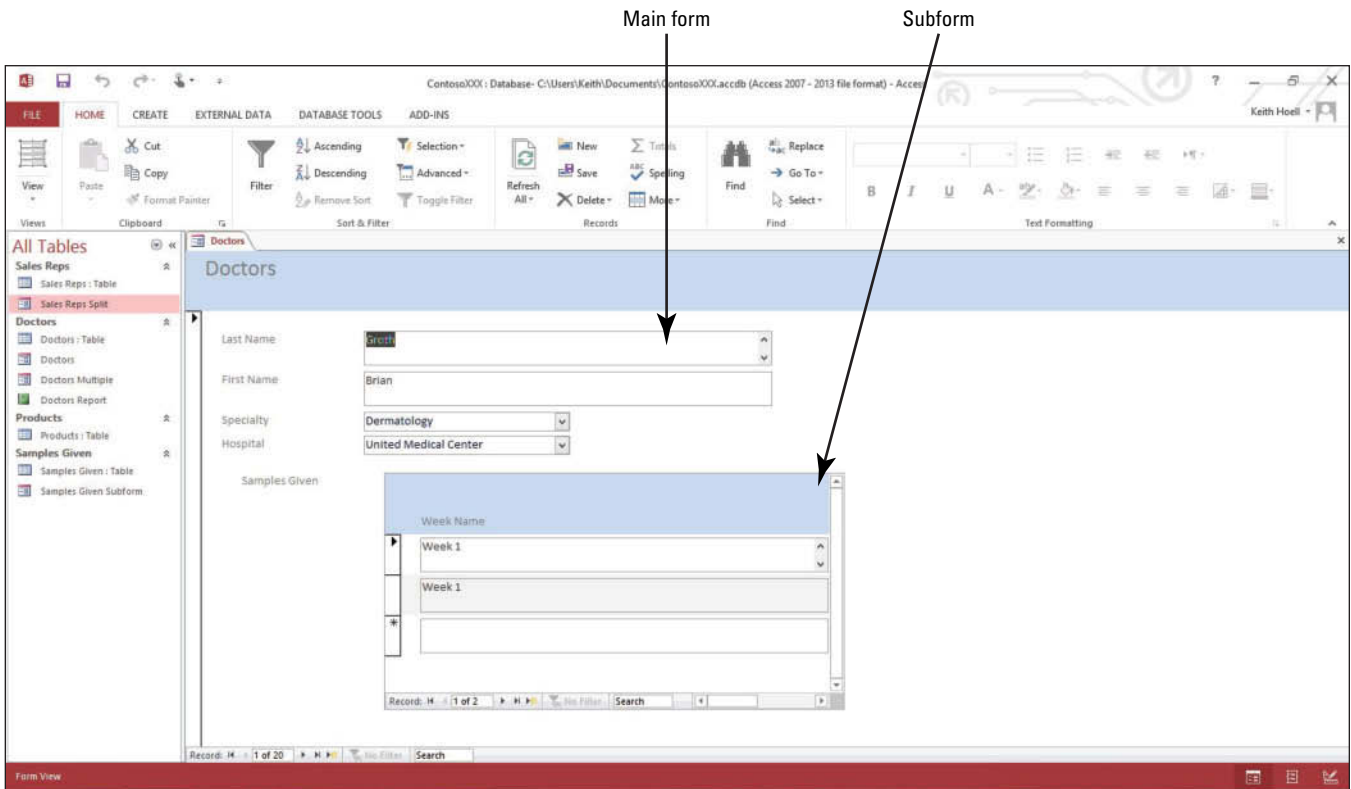 Main form
Subform
ContosoXXX : Database- C:\Users\Keith\Documents\ContosoXXX.accdb (Access 2007 - 2013 file format) - Access
?
Keith Hoell
FILE HOME CREATE EXTERNAL DATA DATABASE TOOLS ADD-INS
View
Paste
Cut
Copy
Format Painter
Filter
Ascending
Descending
Remove Sort
Selection
Advanced
Toggle Filter
Refresh
All
New
Save
Delete
Totals
Spelling
More
Find
Replace
Go To
Select
B I U A
Views Clipboard Sort & Filter Records Find Text Formatting
All Tables
Sales Reps
Sales Reps : Table
Sales Reps Split
Doctors
Doctors : Table
Doctors
Doctors Multiple
Doctors Report
Products
Products : Table
Samples Given
Samples Given : Table
Samples Given Subform
Doctors
Doctors
Last Name Groth
First Name Brian
Specialty Dermatology
Hospital United Medical Center
Samples Given
Week Name
Week 1
Week 1
Record: 1 of 2 No Filter Search
Record: 1 of 20 No Filter Search
Form View